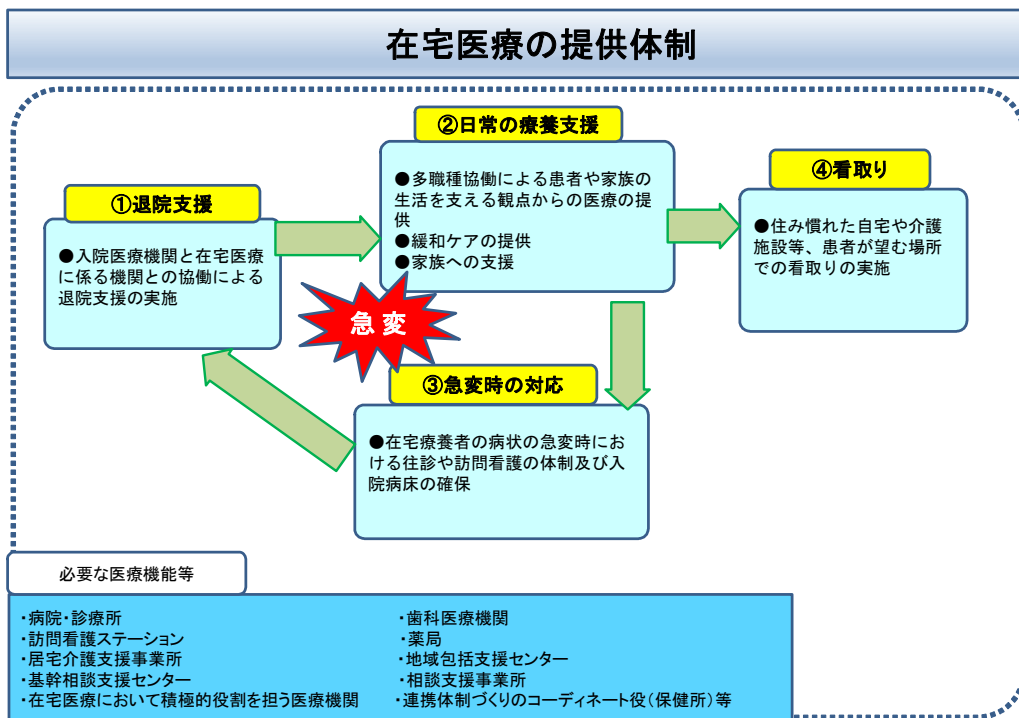 在宅医療の提供体制
②日常の療養支援
●多職種協働による患者や家族の
生活を支える観点からの医療の提
供
●緩和ケアの提供
●家族への支援
④看取り
●住み慣れた自宅や介護
施設等、患者が望む場所
での看取りの実施
①退院支援
●入院医療機関と在宅医療
に係る機関との協働による
退院支援の実施
急変
③急変時の対応
●在宅療養者の病状の急変時にお
ける往診や訪問看護の体制及び入
院病床の確保
必要な医療機能等
・病院・診療所
・訪問看護ステーション
・居宅介護支援事業所
・基幹相談支援センター
・在宅医療において積極的役割を担う医療機関
・歯科医療機関
・薬局
・地域包括支援センター
・相談支援事業所
・連携体制づくりのコーディネート役(保健所)等